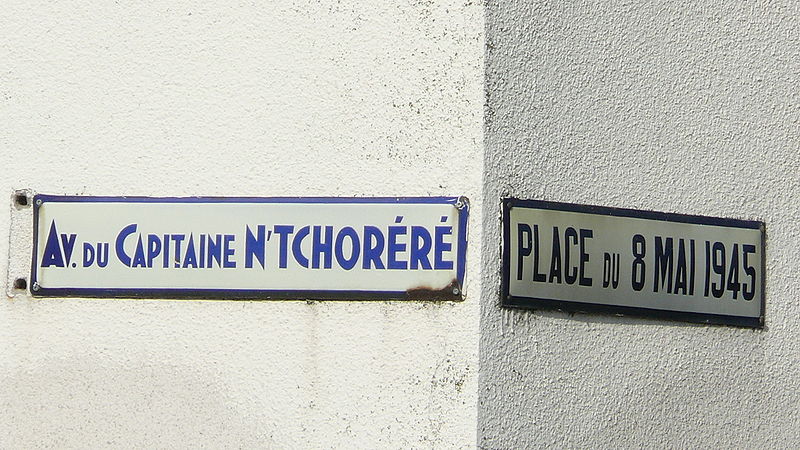 AV. DU CAPITAINE N'TCHORÉRÉ
PLACE DU 8 MAI 1945